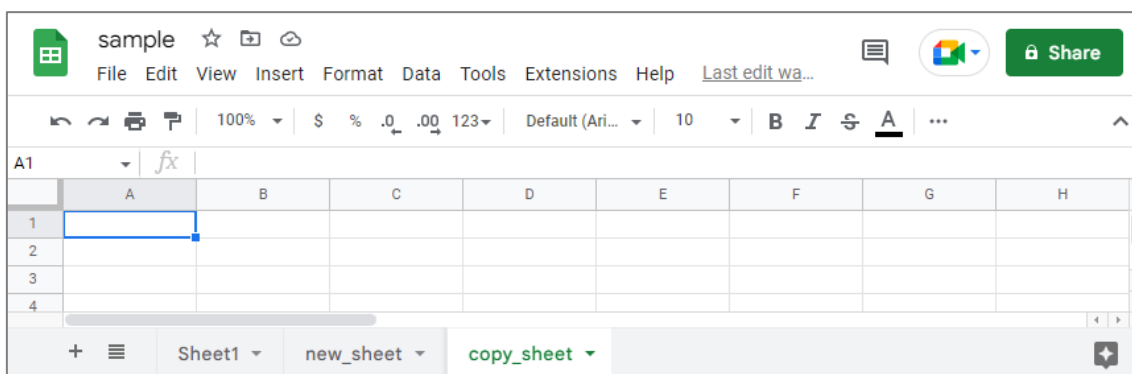 sample
File Edit View Insert Format Data Tools Extensions Help Last edit wa...
100% $ % .0 .00 123 Default (Ari... 10 B I S A ...
Share
A1 fx
A B C D E F G H
1
2
3
4
+ Sheet1 new_sheet copy_sheet